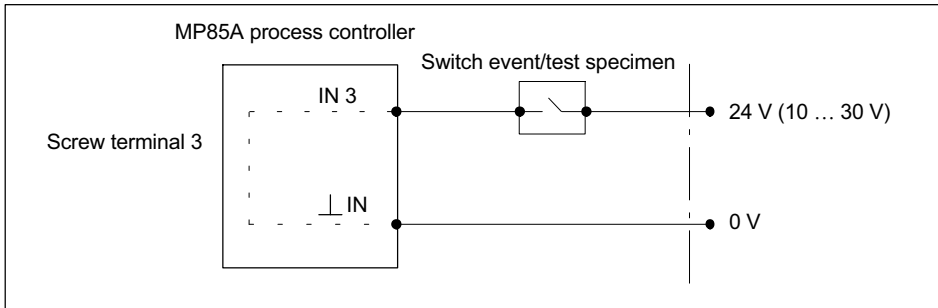 MP85A process controller
Switch event/test specimen
IN 3
24 V (10 … 30 V)
Screw terminal 3
⊥ IN
0 V